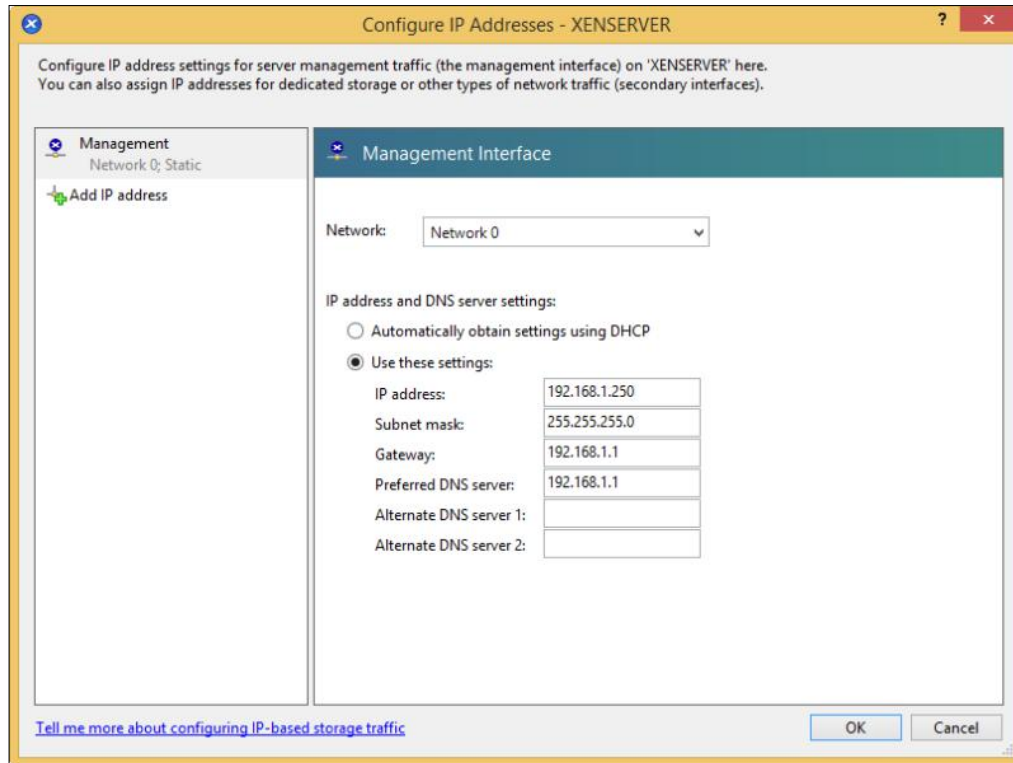 Configure IP Addresses - XENSERVER
?
Configure IP address settings for server management traffic (the management interface) on 'XENSERVER' here.
You can also assign IP addresses for dedicated storage or other types of network traffic (secondary interfaces).
Management
Network 0; Static
Add IP address
Management Interface
Network: Network 0
IP address and DNS server settings:
Automatically obtain settings using DHCP
Use these settings:
IP address: 192.168.1.250
Subnet mask: 255.255.255.0
Gateway: 192.168.1.1
Preferred DNS server: 192.168.1.1
Alternate DNS server 1:
Alternate DNS server 2:
Tell me more about configuring IP-based storage traffic
OK Cancel